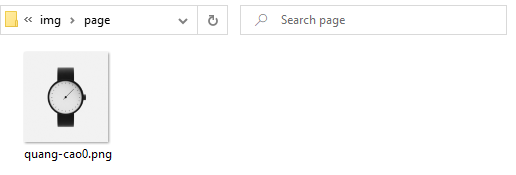 « img › page
Search page
quang-cao0.png